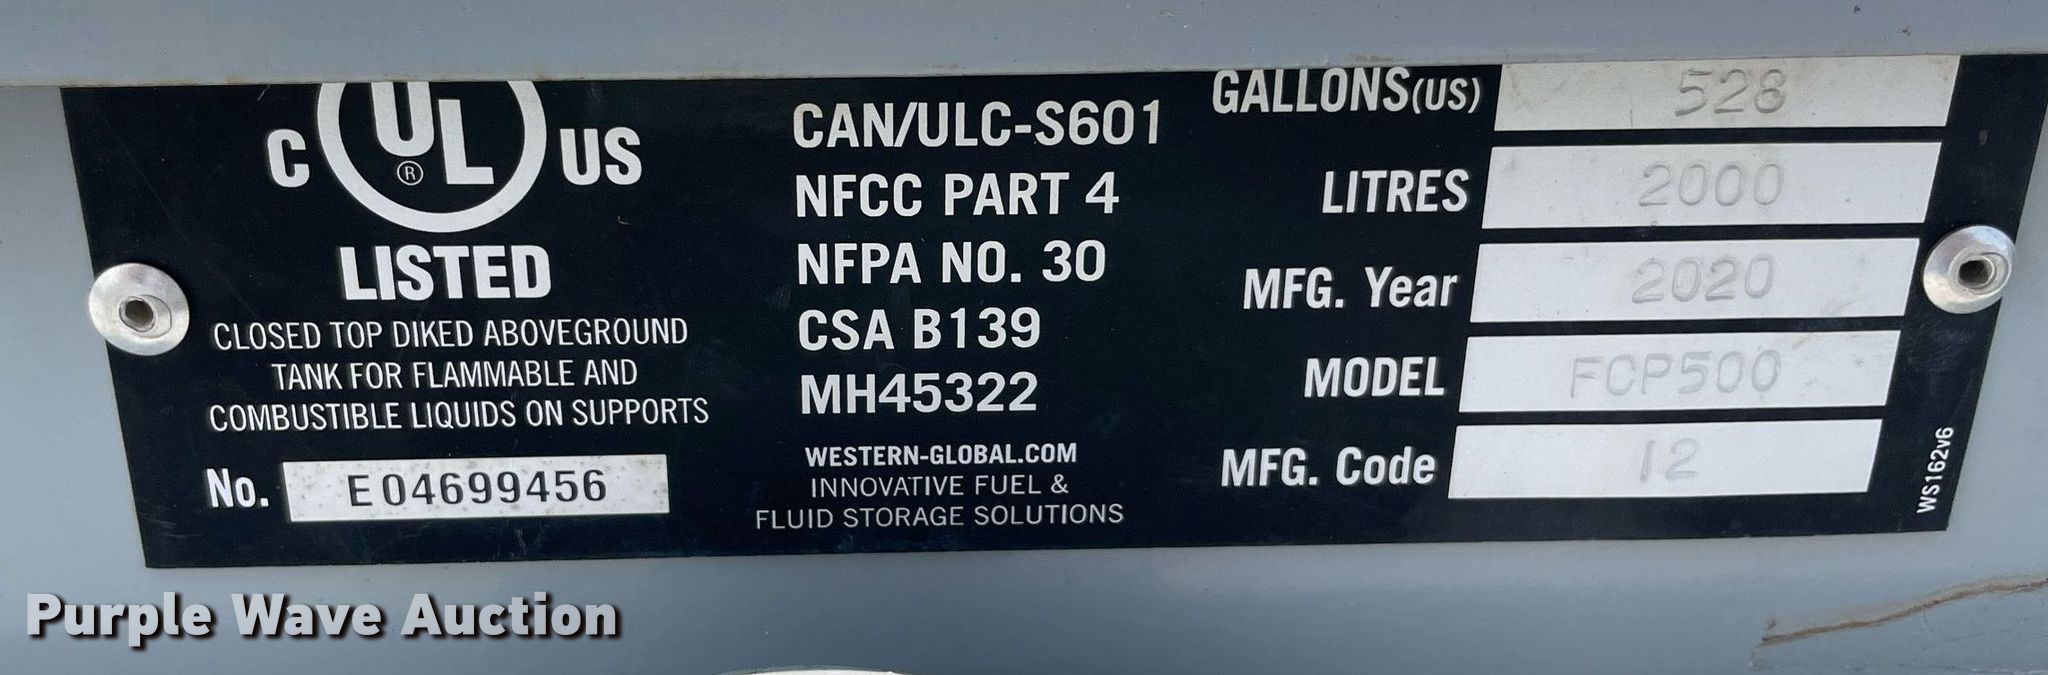 C UL ® US
LISTED
CLOSED TOP DIKED ABOVEGROUND
TANK FOR FLAMMABLE AND
COMBUSTIBLE LIQUIDS ON SUPPORTS
No. E04699456
CAN/ULC-S601
NFCC PART 4
NFPA NO. 30
CSA B139
MH45322
WESTERN-GLOBAL.COM
INNOVATIVE FUEL &
FLUID STORAGE SOLUTIONS
GALLONS(US) 528
LITRES 2000
MFG. Year 2020
MODEL FCP500
MFG. Code 12
WS162v6
Purple Wave Auction